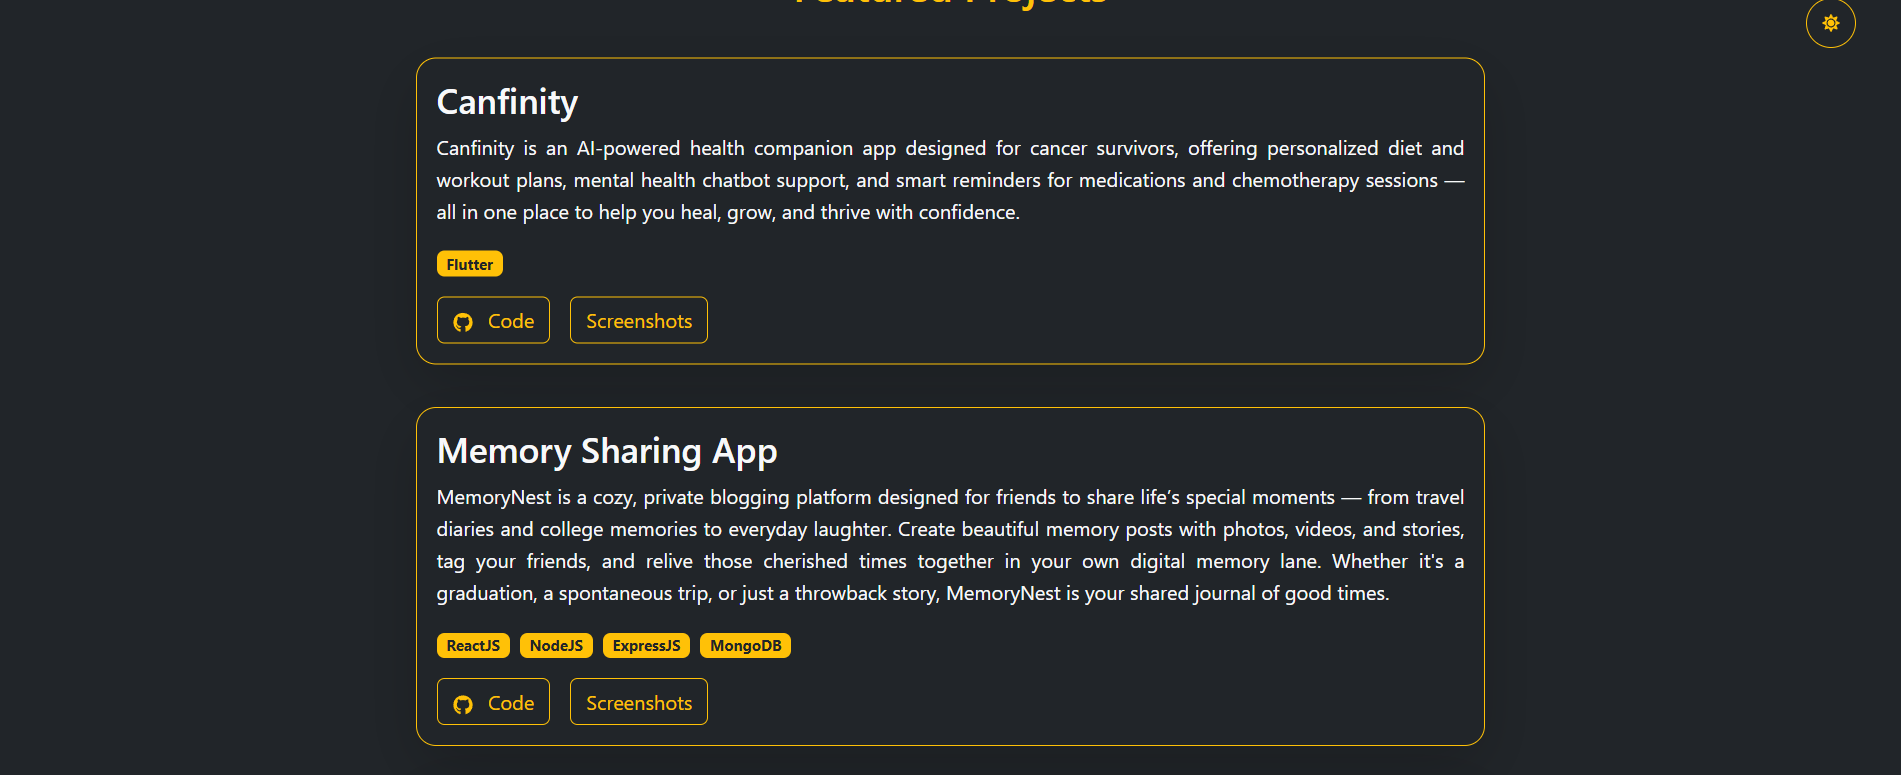 Featured Projects
Canfinity
Canfinity is an AI-powered health companion app designed for cancer survivors, offering personalized diet and
workout plans, mental health chatbot support, and smart reminders for medications and chemotherapy sessions —
all in one place to help you heal, grow, and thrive with confidence.
Flutter
Code Screenshots
Memory Sharing App
MemoryNest is a cozy, private blogging platform designed for friends to share life’s special moments — from travel
diaries and college memories to everyday laughter. Create beautiful memory posts with photos, videos, and stories,
tag your friends, and relive those cherished times together in your own digital memory lane. Whether it's a
graduation, a spontaneous trip, or just a throwback story, MemoryNest is your shared journal of good times.
ReactJS NodeJS ExpressJS MongoDB
Code Screenshots